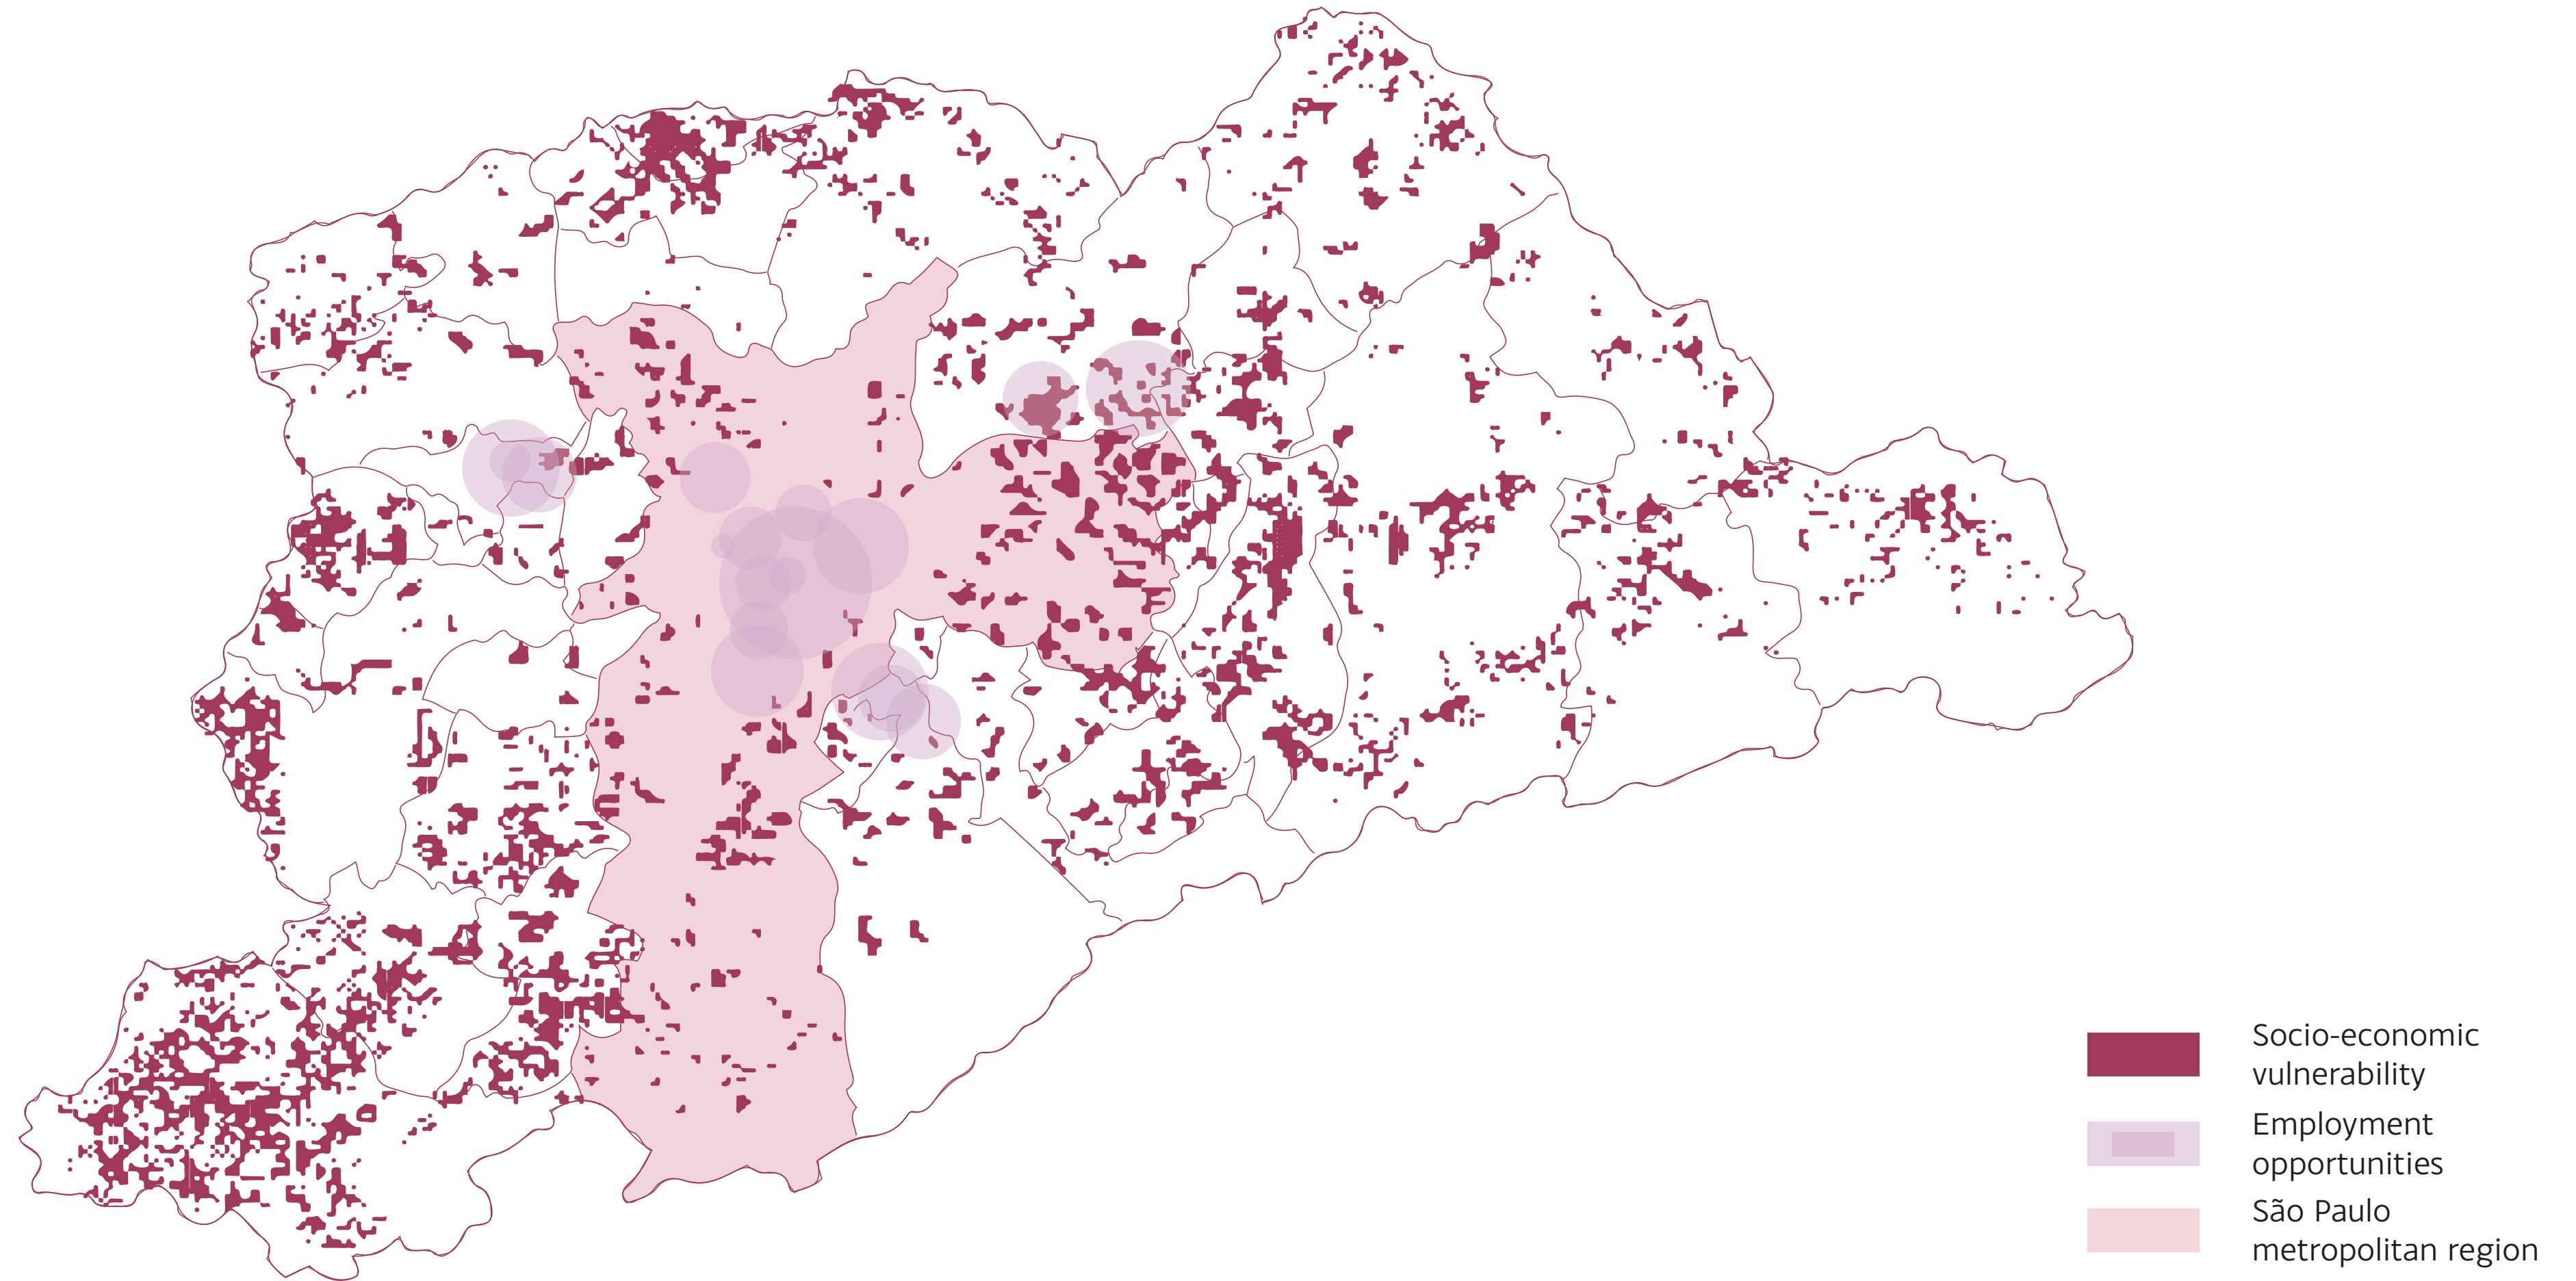 Socio-economic
vulnerability
Employment
opportunities
São Paulo
metropolitan region